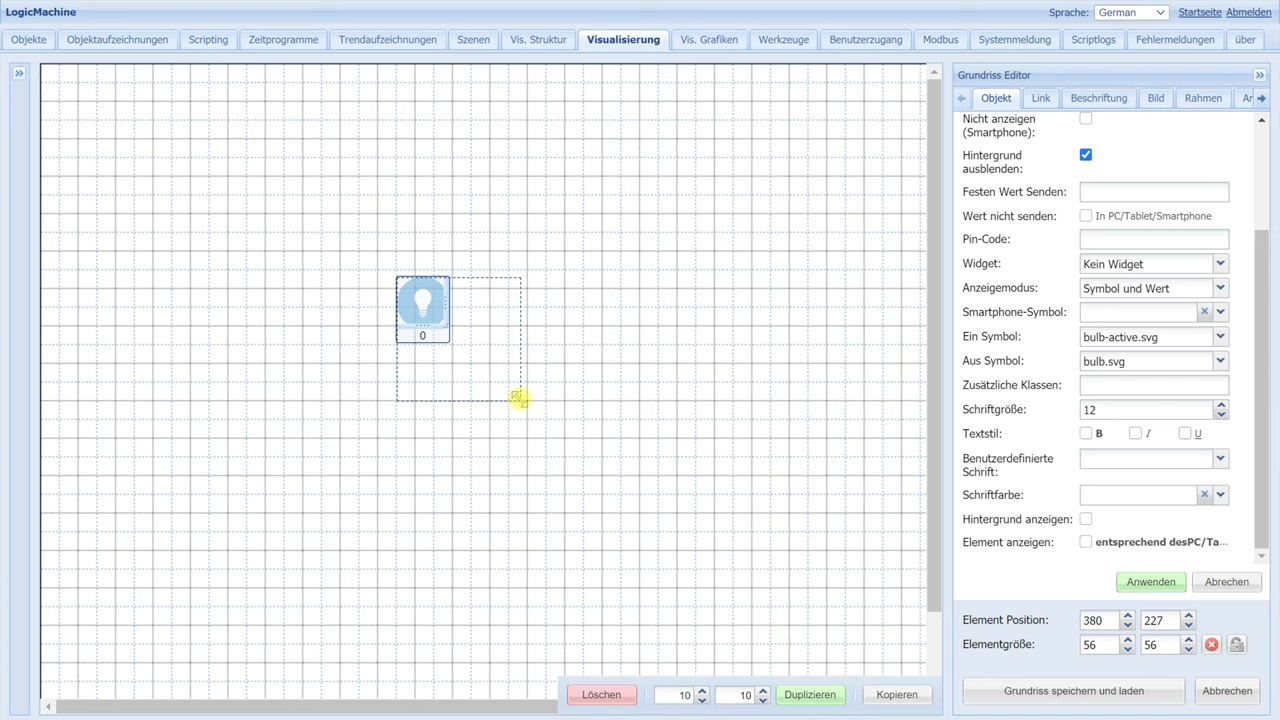 LogicMachine
Sprache: German Startseite Abmelden
Objekte Objektaufzeichnungen Scripting Zeitprogramme Trendaufzeichnungen Szenen Vis. Struktur Visualisierung Vis. Grafiken Werkzeuge Benutzerzugang Modbus Systemmeldung Scriptlogs Fehlermeldungen über
Grundriss Editor
Objekt Link Beschriftung Bild Rahmen
Nicht anzeigen
(Smartphone):
Hintergrund
ausblenden:
Festen Wert Senden:
Wert nicht senden: In PC/Tablet/Smartphone
Pin-Code:
Widget: Kein Widget
Anzeigemodus: Symbol und Wert
Smartphone-Symbol:
0
Ein Symbol: bulb-active.svg
Aus Symbol: bulb.svg
Zusätzliche Klassen:
Schriftgröße: 12
Textstil: B I U
Benutzerdefinierte
Schrift:
Schriftfarbe:
Hintergrund anzeigen:
Element anzeigen: entsprechend desPC/Ta...
Anwenden Abrechen
Element Position: 380 227
Elementgröße: 56 56
Löschen 10 10 Duplizieren Kopieren
Grundriss speichern und laden Abbrechen